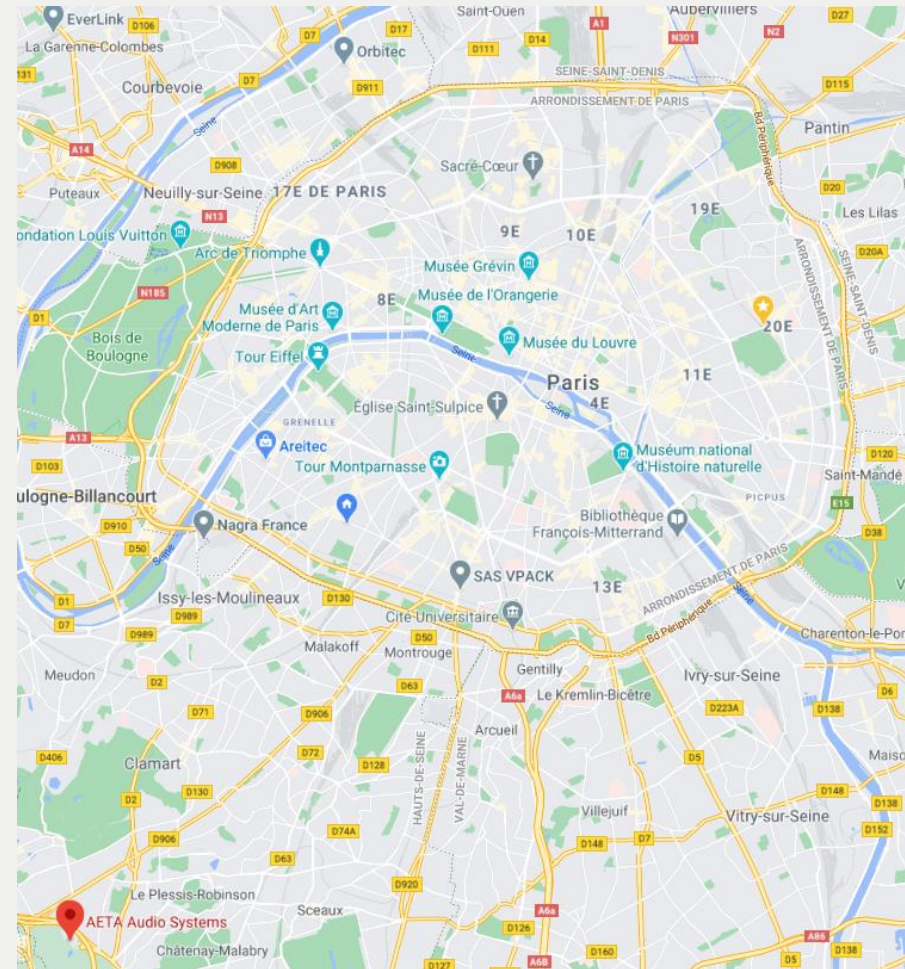 EverLink
D106
D17
Saint-Ouen
A1
Aubervilliers
D27
La Garenne-Colombes
D7
Orbitec
D111
D14
N301
N2
131
Courbevoie
D7
D911
SEINE-SAINT-DENIS
ARRONDISSEMENT DE PARIS
D115
Seine
Bd Périphérique
Pantin
A14
D908
Sacré-Cœur
Puteaux
Neuilly-sur-Seine
17E DE PARIS
D20
N13
19E
Les Lilas
ondation Louis Vuitton
Arc de Triomphe
9E
10E
D20A
Musée Grévin
ARRONDISSEMENT DE PARIS
SEINE-SAINT-DENIS
N185
8E
Musée de l'Orangerie
D1
Musée d'Art
Moderne de Paris
20E
Bois de
Boulogne
Tour Eiffel
Seine
Musée du Louvre
Paris
11E
4E
Église Saint-Sulpice
Seine
GRENELLE
A13
Areitec
Muséum national
d'Histoire naturelle
D120
D103
Tour Montparnasse
Saint-Mandé
ulogne-Billancourt
PICPUS
E15
D910
Nagra France
Bibliothèque
François-Mitterrand
D38
D50
Seine
SAS VPACK
ARRONDISSEMENT DE PARIS
13E
Seine
D1
Issy-les-Moulineaux
D130
D7
D989
Cité Universitaire
Bd Périphérique
D989
D50
Charenton-le-Pon
Malakoff
Montrouge
Gentilly
Meudon
D2
D63
A6a
Le Kremlin-Bicêtre
Ivry-sur-Seine
D6
D71
D906
D223A
D138
Arcueil
D406
Clamart
D72
D128
HAUTS-DE-SEINE
VAL-DE-MARNE
D5
Maiso
D130
D2
D148
D138
Villejuif
Vitry-sur-Seine
D906
D74A
D148
D7
D152
D63
Le Plessis-Robinson
D920
A6a
AETA Audio Systems
Sceaux
D126
A86
Châtenay-Malabry
D127
A6B
D160
D5
D138